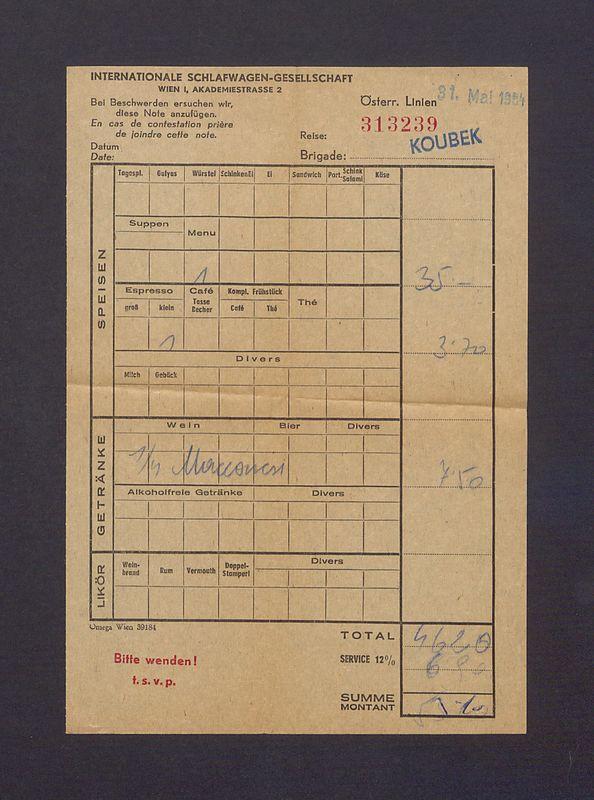 INTERNATIONALE SCHLAFWAGEN-GESELLSCHAFT
WIEN I, AKADEMIESTRASSE 2
Bei Beschwerden ersuchen wir,
diese Note anzufügen.
En cas de contestation prière
de joindre cette note.
Österr. Linien
31. Mai 1964
313239
Reise:
KOUBEK
Datum
Date:
Brigade:
SPEISEN
Tagespl. Gulyas Würstel SchinkenEi Ei Sandwich Port. Schink Salami Käse
Suppen
Menu
1
35.–
Espresso Café Kompl. Frühstück Thé
groß klein Tasse Becher Café Thé
1
3.70
Divers
Milch Gebäck
GETRÄNKE
Wein Bier Divers
1/4
7.50
Alkoholfreie Getränke Divers
LIKÖR
Wein-brand Rum Vermouth Doppel-Stamperl Divers
Omega Wien 39184
TOTAL 46.20
Bitte wenden!
SERVICE 12%
t. s. v. p.
SUMME
MONTANT